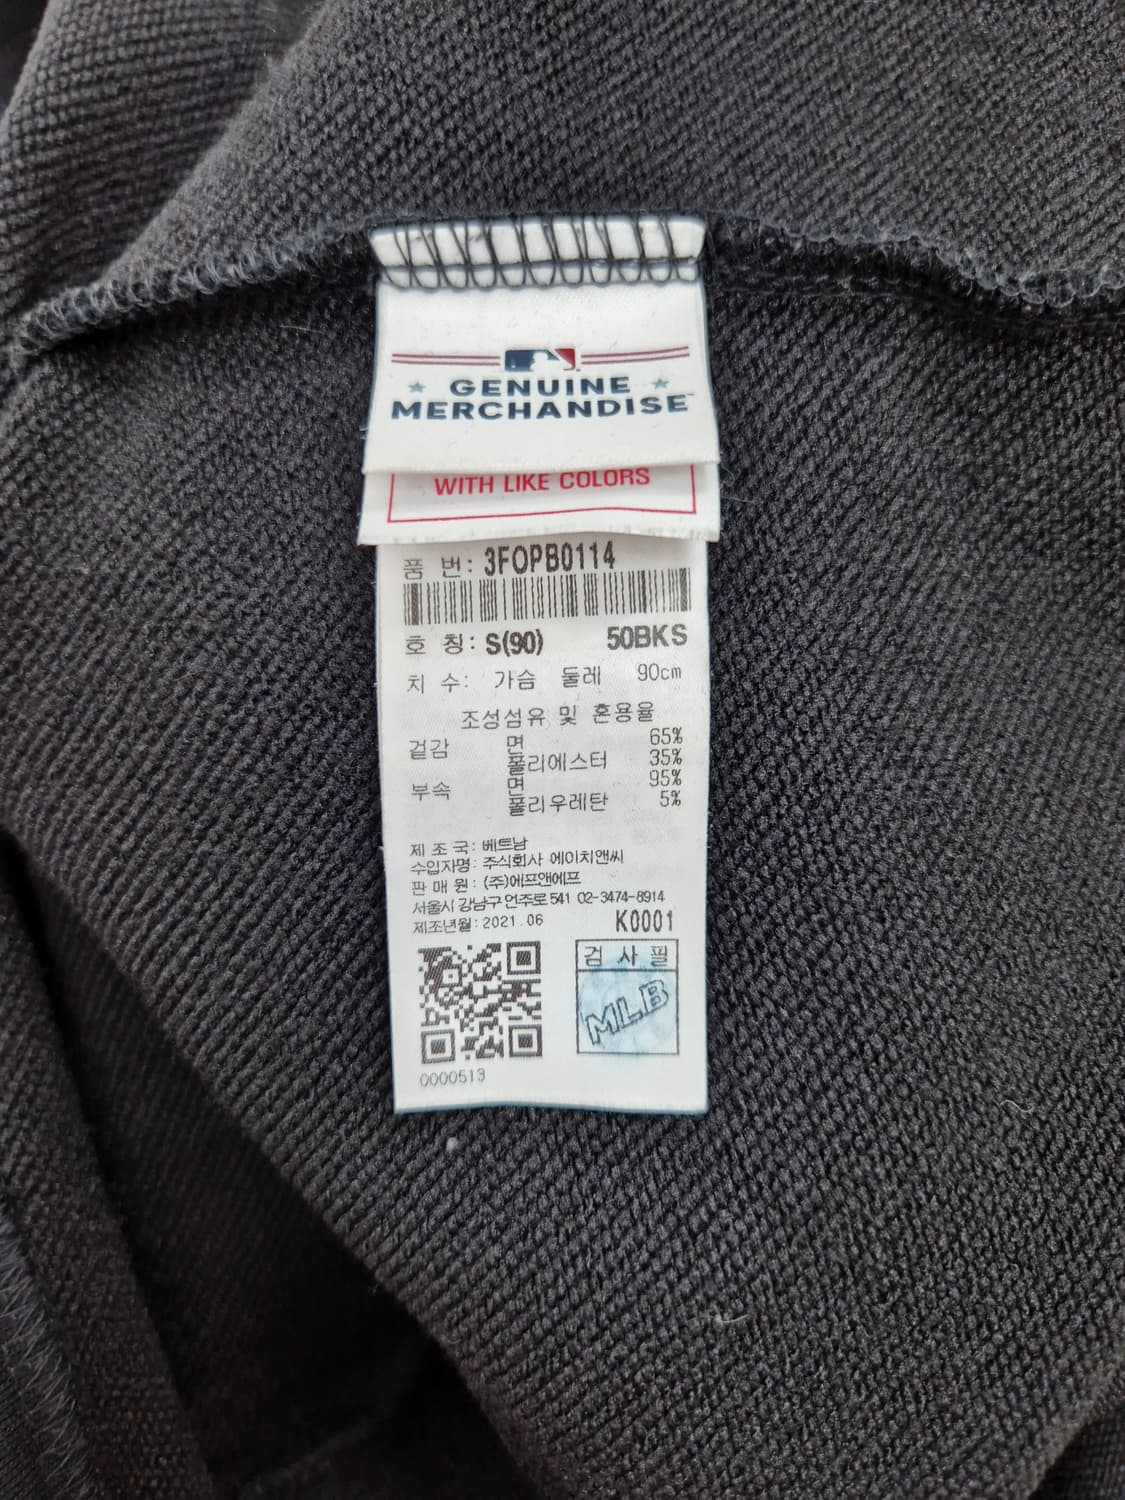 GENUINE
MERCHANDISE™
WITH LIKE COLORS
품 번: 3FOPB0114
호 칭: S(90) 50BKS
치 수: 가슴 둘레 90cm
조성섬유 및 혼용율
겉감 면 65%
폴리에스터 35%
부속 면 95%
폴리우레탄 5%
제 조 국: 베트남
수입자명: 주식회사 에이치앤씨
판 매 원: (주)에프앤에프
서울시 강남구 언주로 541 02-3474-8914
제조년월: 2021.06 K0001
검 사 필
MLB
0000513